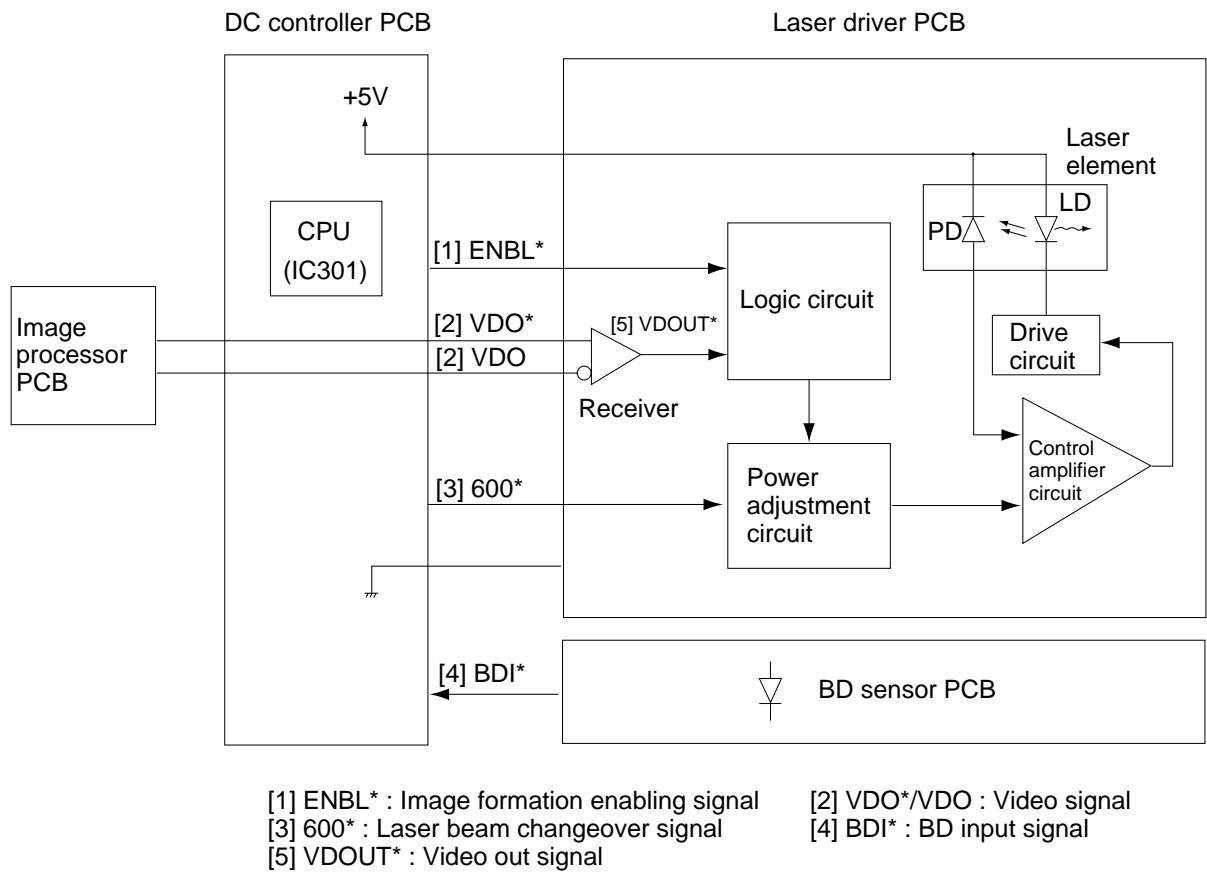 DC controller PCB
Laser driver PCB
+5V
Laser
element
LD
PD
CPU
(IC301)
[1] ENBL*
Logic circuit
Image
processor
PCB
[2] VDO*
[2] VDO
[5] VDOUT*
Receiver
Drive
circuit
Control
amplifier
circuit
[3] 600*
Power
adjustment
circuit
[4] BDI*
BD sensor PCB
[1] ENBL* : Image formation enabling signal
[2] VDO*/VDO : Video signal
[3] 600* : Laser beam changeover signal
[4] BDI* : BD input signal
[5] VDOUT* : Video out signal